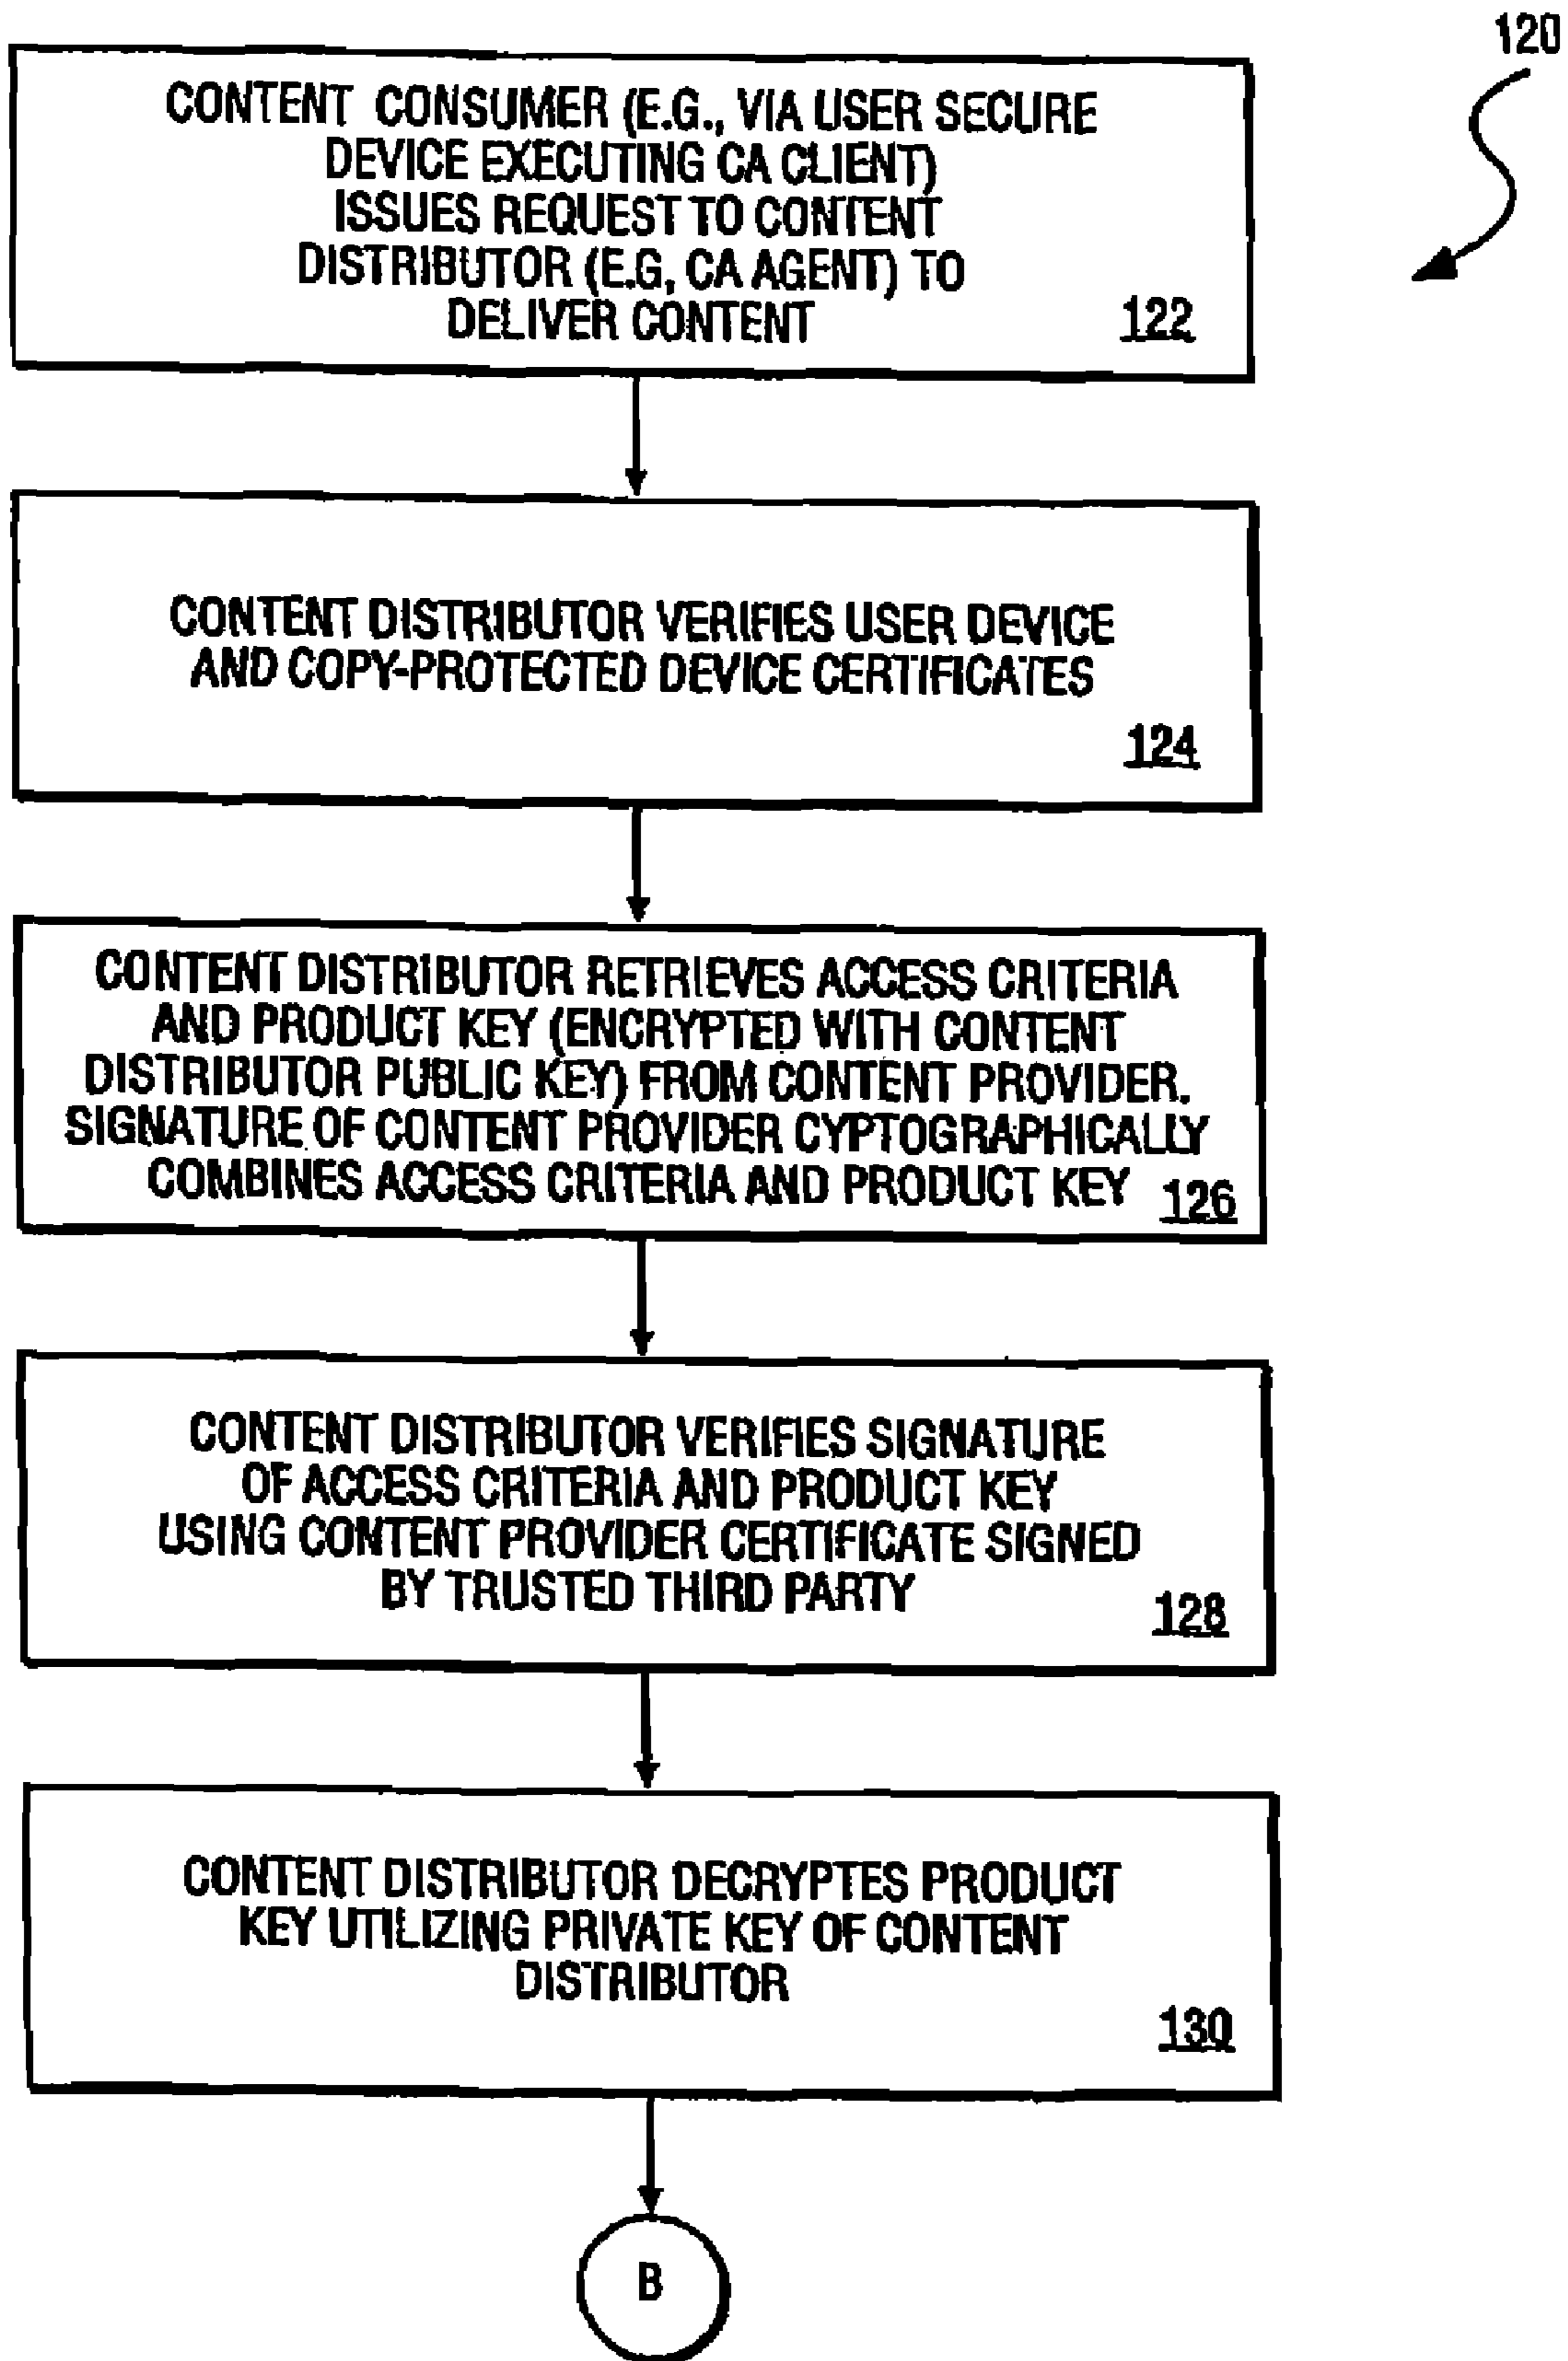 120
CONTENT CONSUMER (E.G., VIA USER SECURE
DEVICE EXECUTING CA CLIENT)
ISSUES REQUEST TO CONTENT
DISTRIBUTOR (E.G, CA AGENT) TO
DELIVER CONTENT
122
CONTENT DISTRIBUTOR VERIFIES USER DEVICE
AND COPY-PROTECTED DEVICE CERTIFICATES
124
CONTENT DISTRIBUTOR RETRIEVES ACCESS CRITERIA
AND PRODUCT KEY (ENCRYPTED WITH CONTENT
DISTRIBUTOR PUBLIC KEY) FROM CONTENT PROVIDER.
SIGNATURE OF CONTENT PROVIDER CYPTOGRAPHICALLY
COMBINES ACCESS CRITERIA AND PRODUCT KEY
126
CONTENT DISTRIBUTOR VERIFIES SIGNATURE
OF ACCESS CRITERIA AND PRODUCT KEY
USING CONTENT PROVIDER CERTIFICATE SIGNED
BY TRUSTED THIRD PARTY
128
CONTENT DISTRIBUTOR DECRYPTES PRODUCT
KEY UTILIZING PRIVATE KEY OF CONTENT
DISTRIBUTOR
130
B